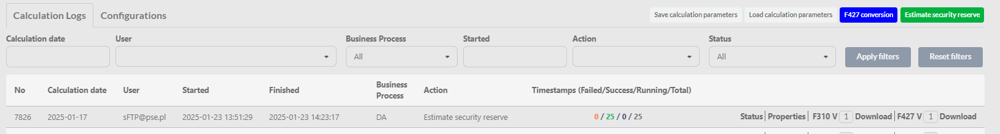 Calculation Logs Configurations Save calculation parameters Load calculation parameters F427 conversion Estimate security reserve
Calculation date User Business Process Started Action Status
All All Apply filters Reset filters
No Calculation date User Started Finished Business Process Action Timestamps (Failed/Success/Running/Total)
7826 2025-01-17 sFTP@pse.pl 2025-01-23 13:51:29 2025-01-23 14:23:17 DA Estimate security reserve 0 / 25 / 0 / 25 Status | Properties | F310 V 1 Download | F427 V 1 Download